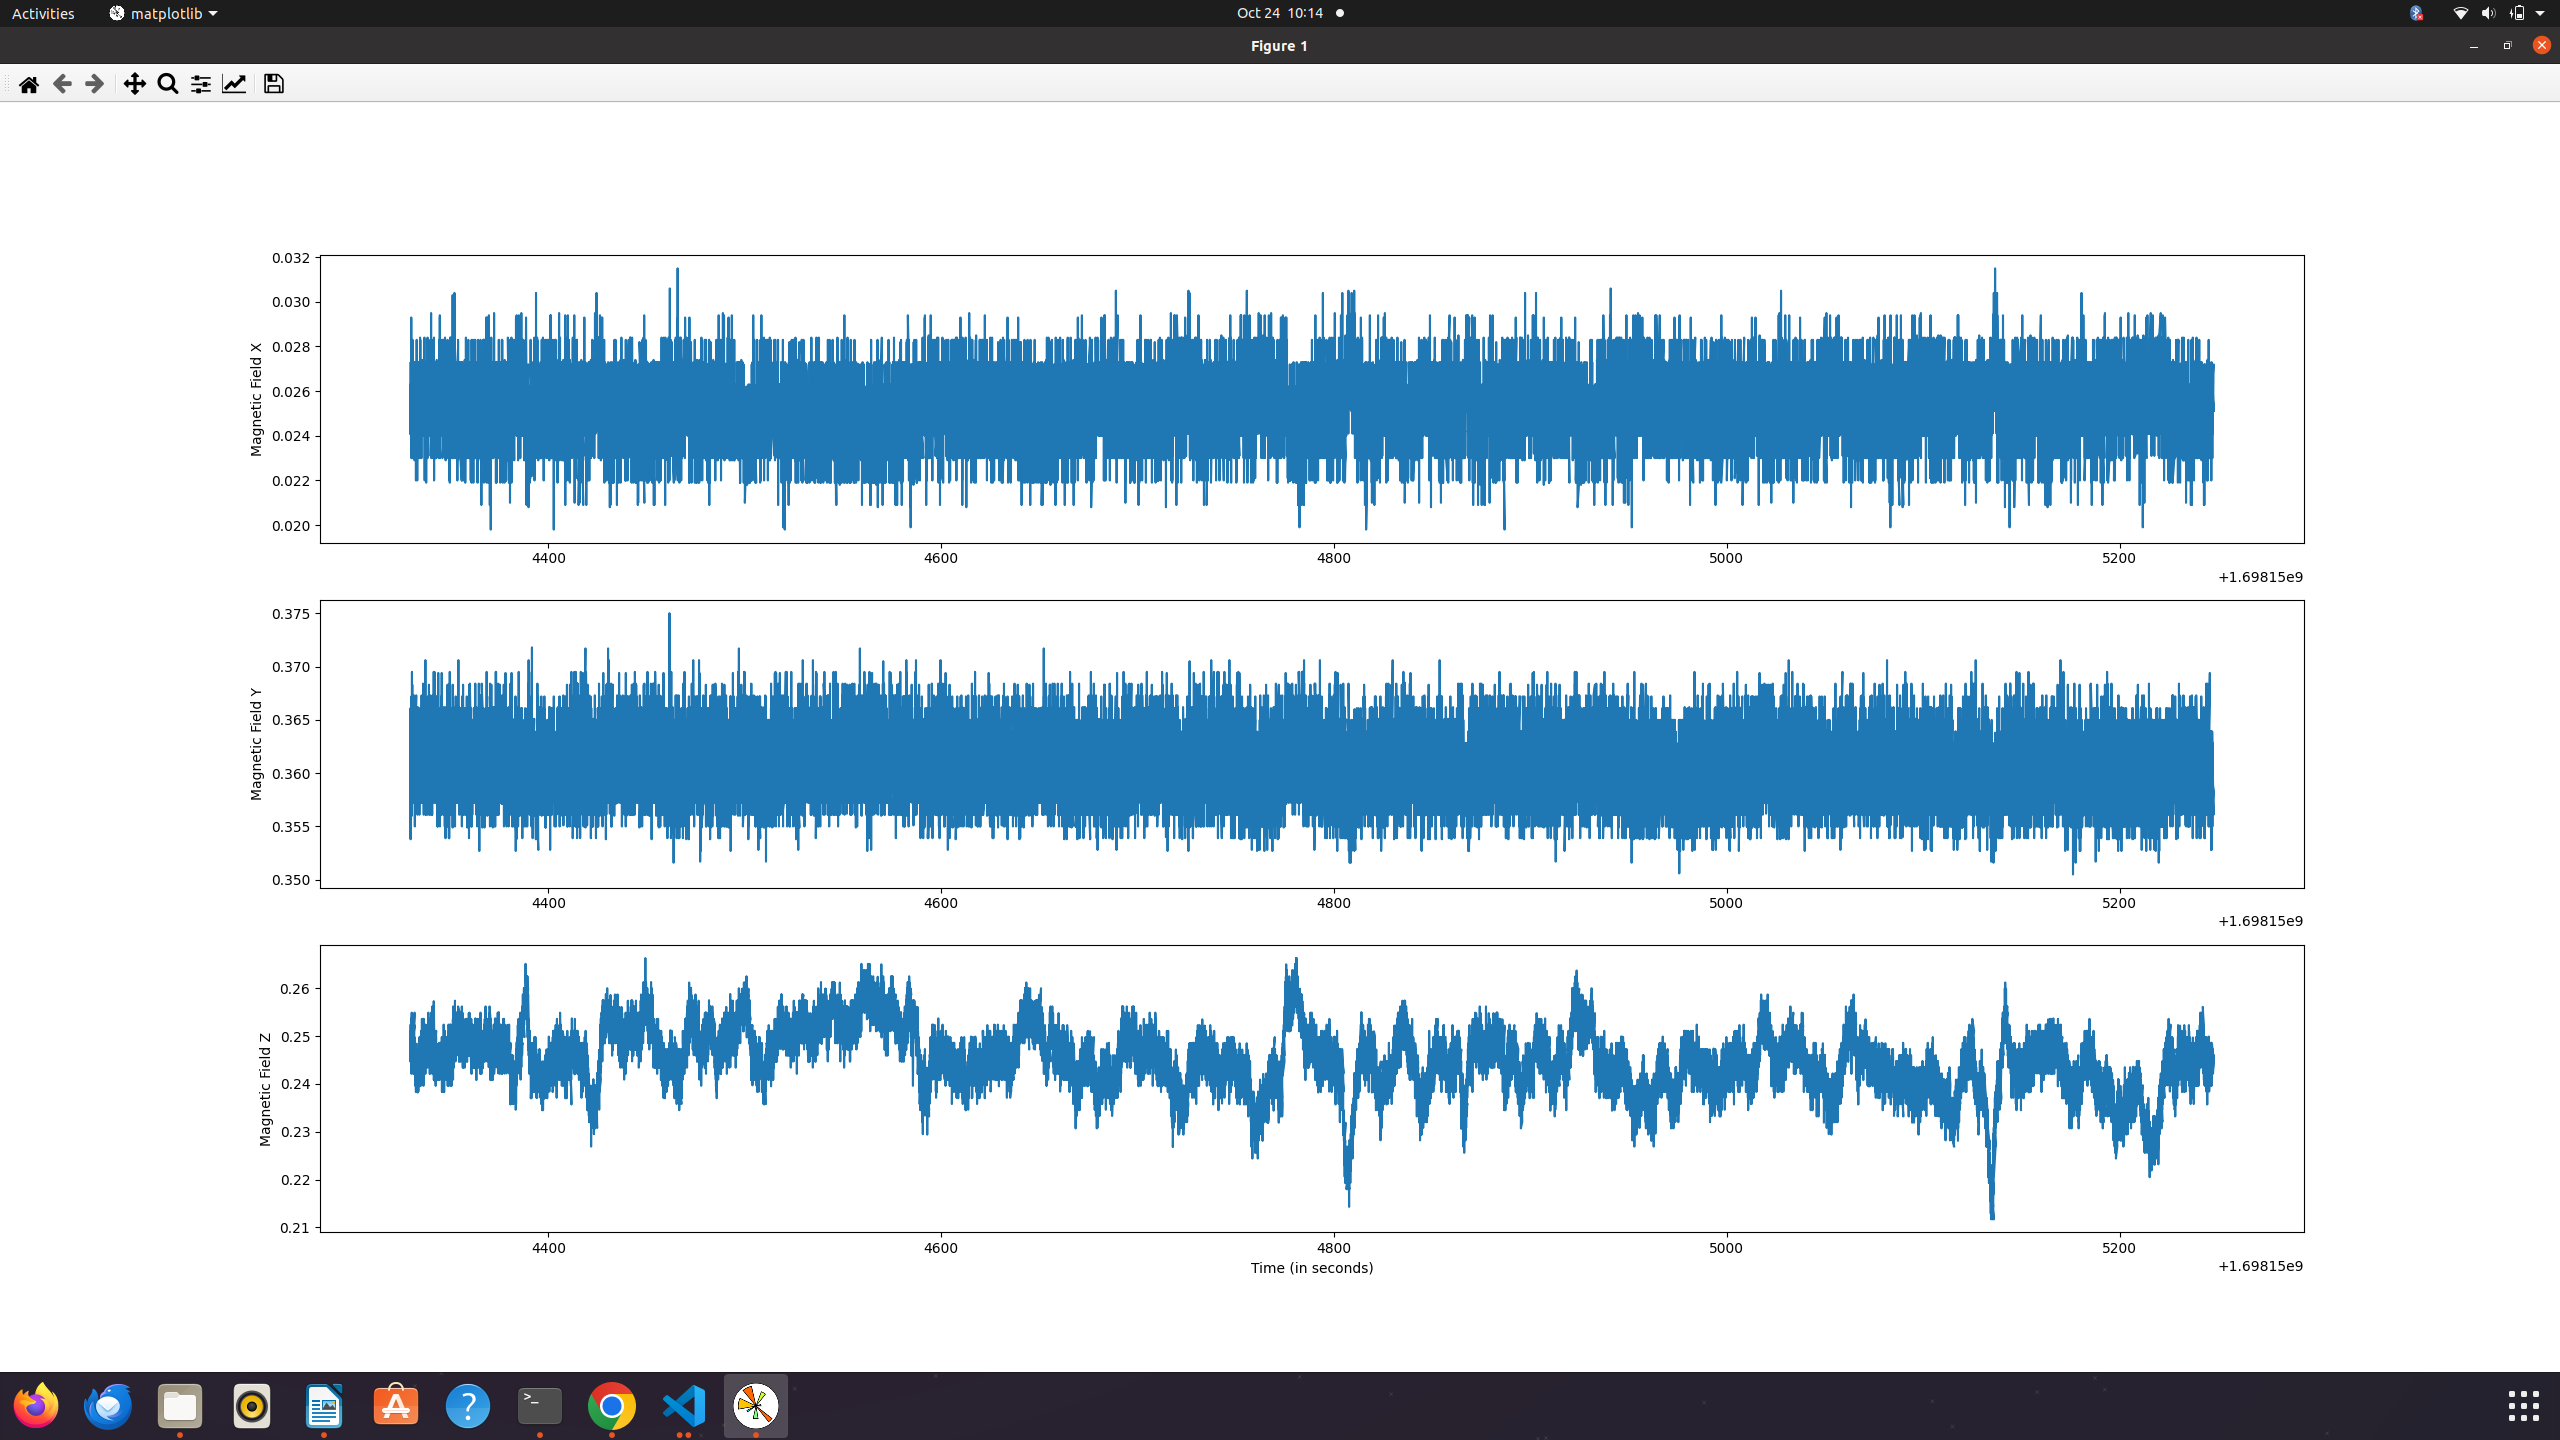 Activities matplotlib Oct 24 10:14
Figure 1
0.032
0.030
0.028
0.026
0.024
0.022
0.020
Magnetic Field X
4400 4600 4800 5000 5200
+1.69815e9
0.375
0.370
0.365
0.360
0.355
0.350
Magnetic Field Y
4400 4600 4800 5000 5200
+1.69815e9
0.26
0.25
0.24
0.23
0.22
0.21
Magnetic Field Z
4400 4600 4800 5000 5200
Time (in seconds) +1.69815e9